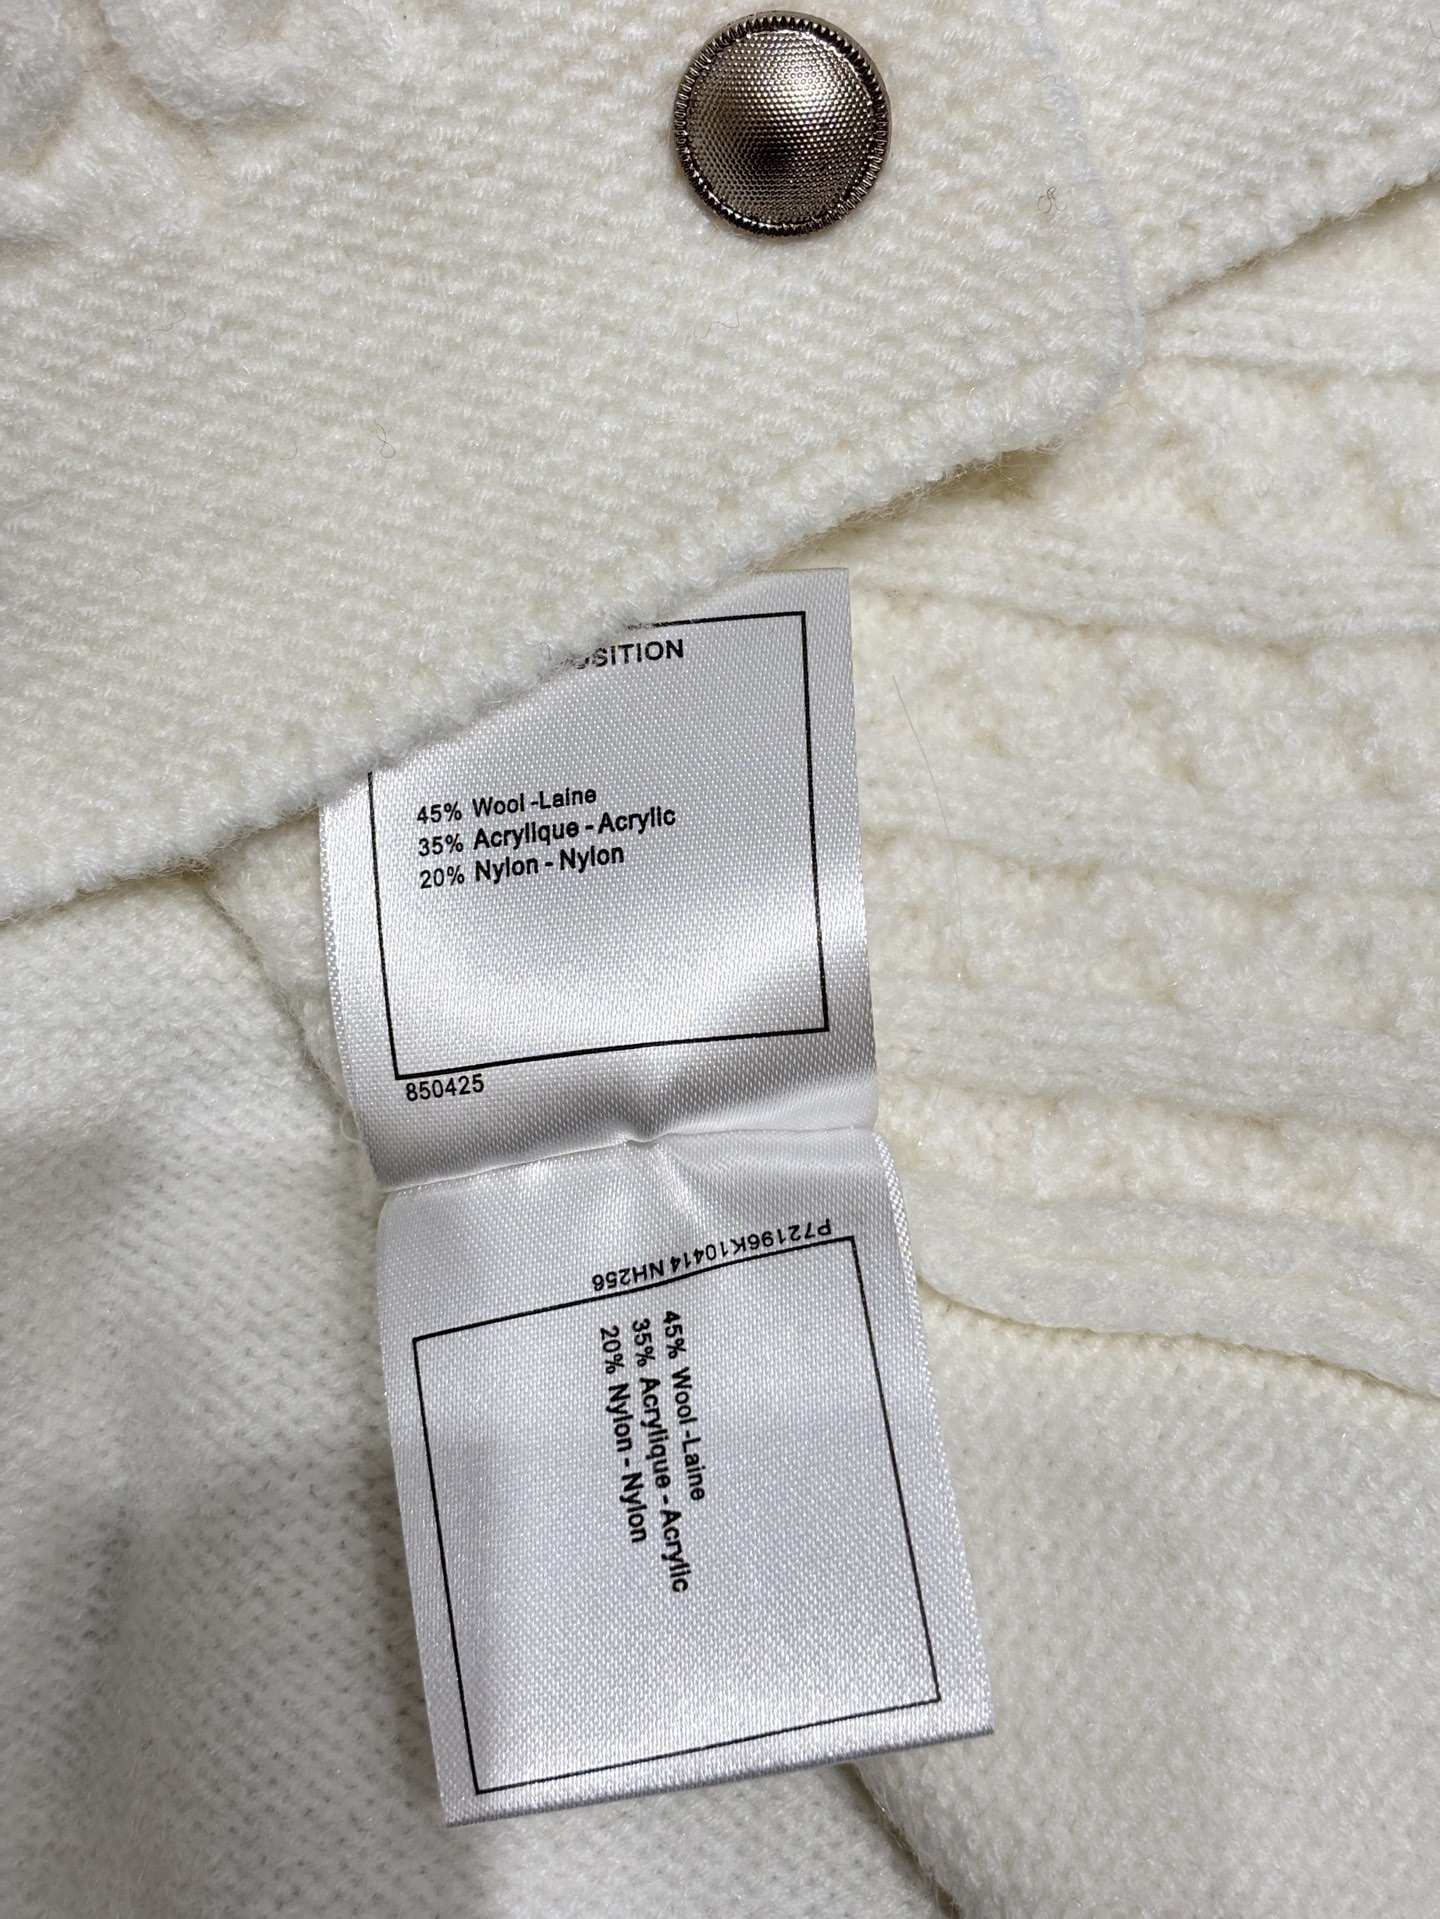 SITION
45% Wool -Laine
35% Acrylique - Acrylic
20% Nylon - Nylon
850425
P72196K10414 NH256
45% Wool -Laine
35% Acrylique - Acrylic
20% Nylon - Nylon